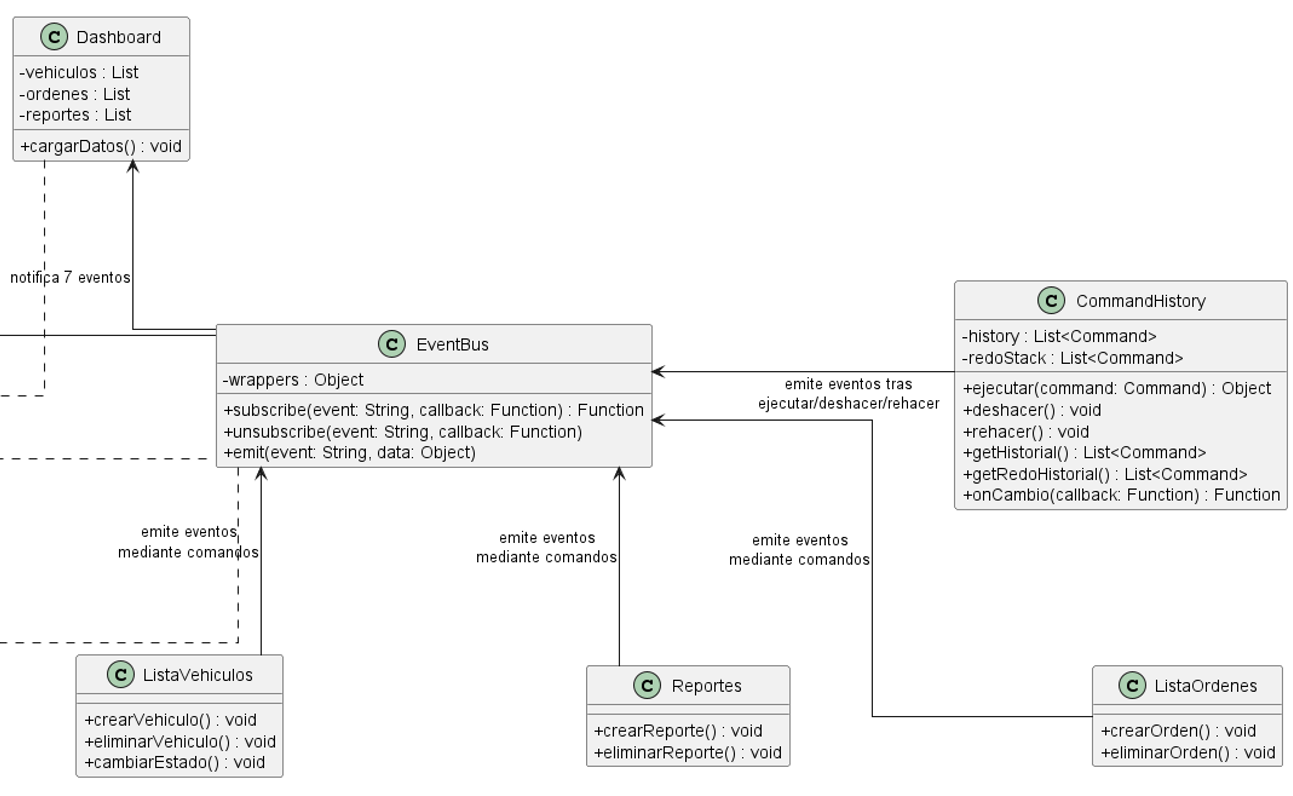 C Dashboard
-vehiculos : List
-ordenes : List
-reportes : List
+cargarDatos() : void
notifica 7 eventos
C EventBus
-wrappers : Object
+subscribe(event: String, callback: Function) : Function
+unsubscribe(event: String, callback: Function)
+emit(event: String, data: Object)
C CommandHistory
-history : List<Command>
-redoStack : List<Command>
+ejecutar(command: Command) : Object
+deshacer() : void
+rehacer() : void
+getHistorial() : List<Command>
+getRedoHistorial() : List<Command>
+onCambio(callback: Function) : Function
emite eventos tras
ejecutar/deshacer/rehacer
emite eventos
mediante comandos
emite eventos
mediante comandos
emite eventos
mediante comandos
C ListaVehiculos
+crearVehiculo() : void
+eliminarVehiculo() : void
+cambiarEstado() : void
C Reportes
+crearReporte() : void
+eliminarReporte() : void
C ListaOrdenes
+crearOrden() : void
+eliminarOrden() : void